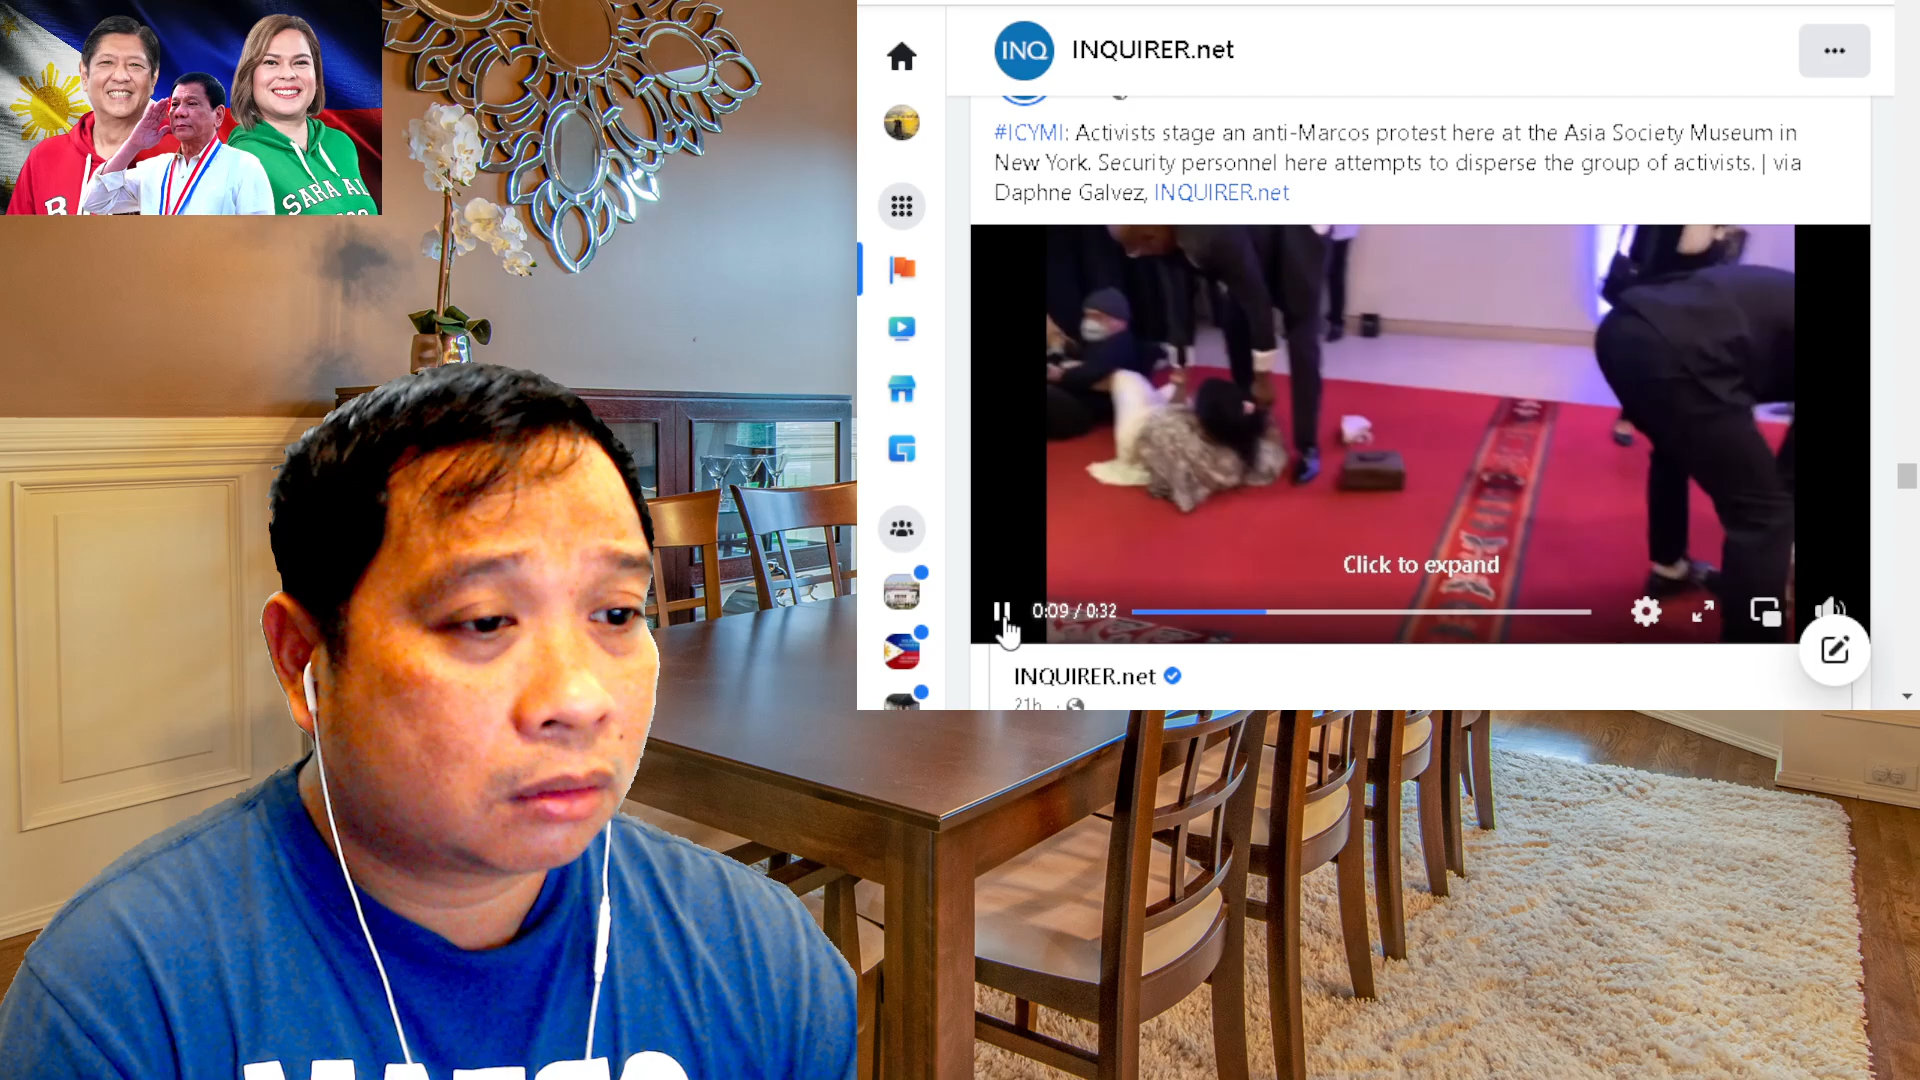 SARA AL
INQ INQUIRER.net
#ICYMI: Activists stage an anti-Marcos protest here at the Asia Society Museum in
New York. Security personnel here attempts to disperse the group of activists. | via
Daphne Galvez, INQUIRER.net
Click to expand
0:09 / 0:32
INQUIRER.net
21h